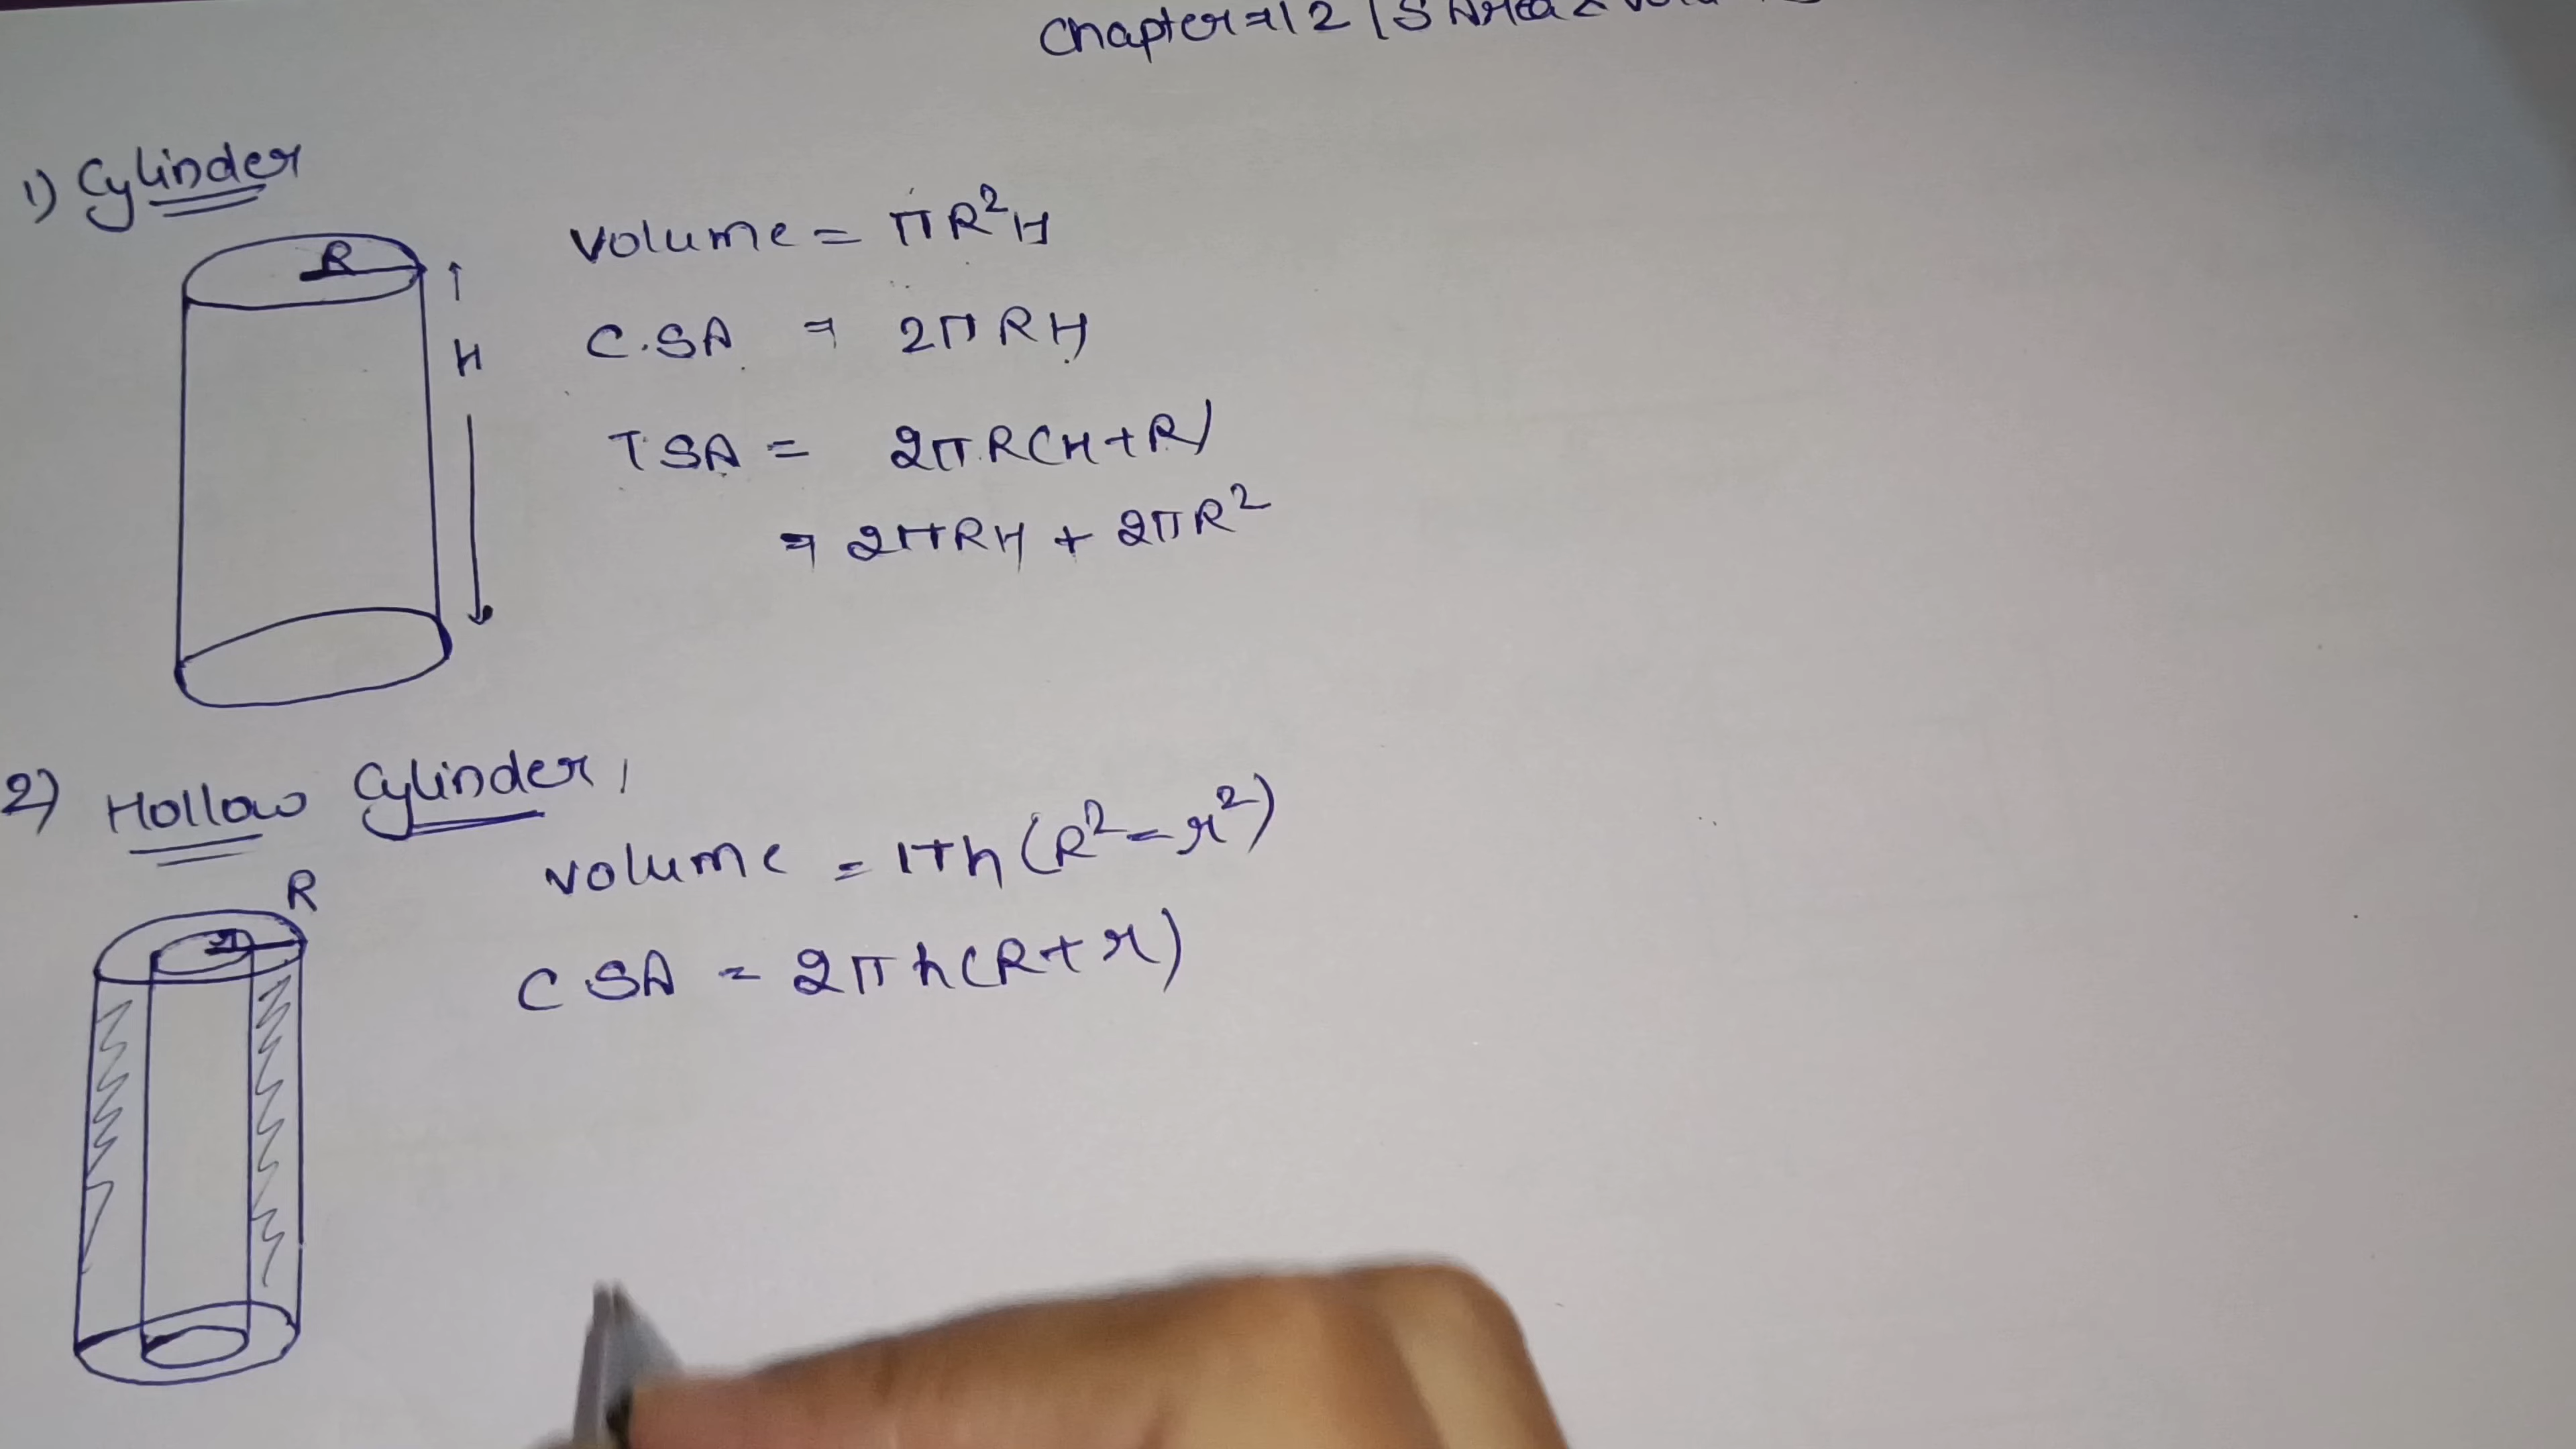 Chapter = 12 ( S Area &
1) Cylinder
R
H
Volume = πR²H
C.SA = 2πRH
TSA = 2πR(H+R)
= 2πRH + 2πR²
2) Hollow Cylinder,
R
r
Volume = πh(R²-r²)
CSA = 2πh(R+r)